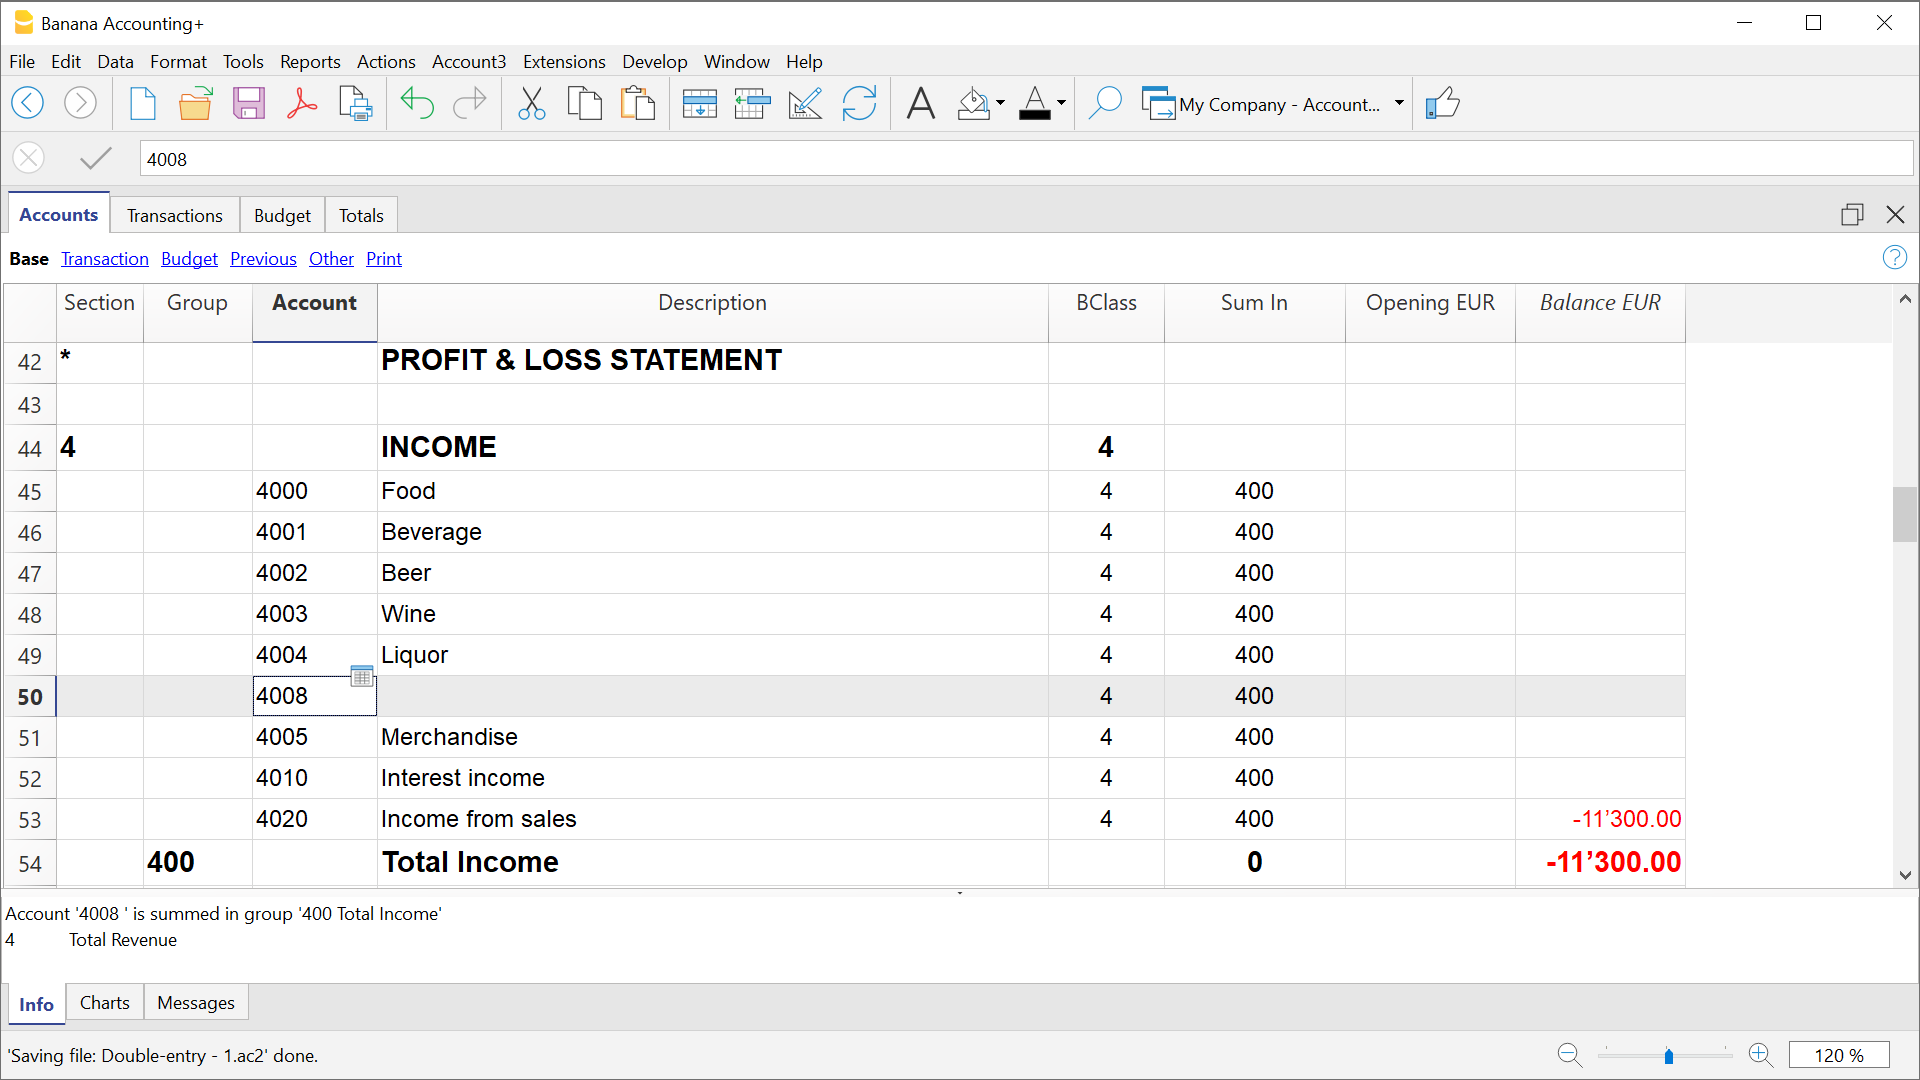 Banana Accounting+
File Edit Data Format Tools Reports Actions Account3 Extensions Develop Window Help
My Company - Account...
4008
Accounts Transactions Budget Totals
Base Transaction Budget Previous Other Print
Section Group Account Description BClass Sum In Opening EUR Balance EUR
42 * PROFIT & LOSS STATEMENT
43
44 4 INCOME 4
45 4000 Food 4 400
46 4001 Beverage 4 400
47 4002 Beer 4 400
48 4003 Wine 4 400
49 4004 Liquor 4 400
50 4008 4 400
51 4005 Merchandise 4 400
52 4010 Interest income 4 400
53 4020 Income from sales 4 400 -11’300.00
54 400 Total Income 0 -11’300.00
Account '4008 ' is summed in group '400 Total Income'
4 Total Revenue
Info Charts Messages
'Saving file: Double-entry - 1.ac2' done.
120 %